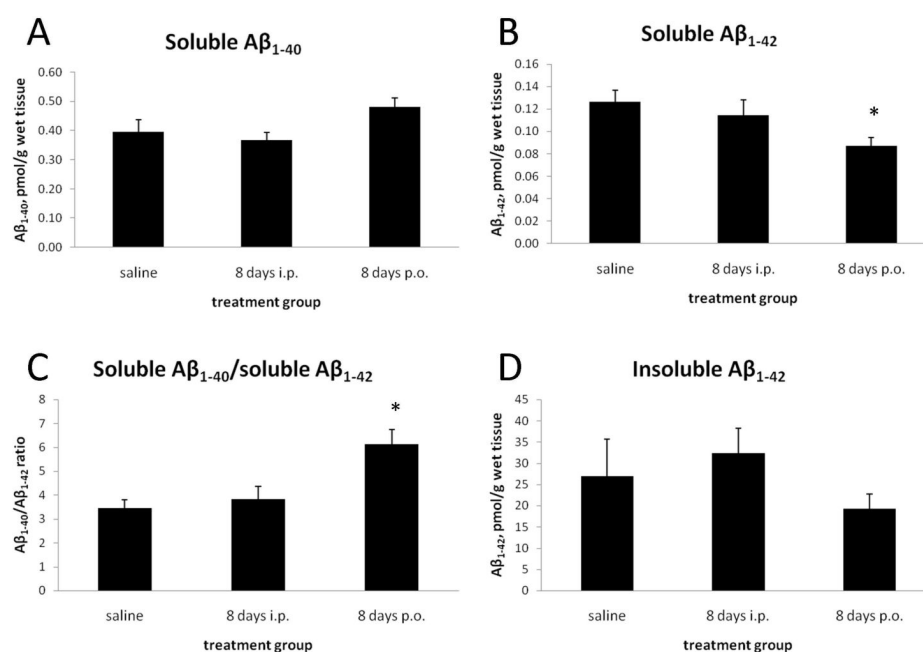 A
Soluble Aβ1-40
Aβ1-40, pmol/g wet tissue
0.60
0.50
0.40
0.30
0.20
0.10
0.00
saline 8 days i.p. 8 days p.o.
treatment group
B
Soluble Aβ1-42
Aβ1-42, pmol/g wet tissue
0.16
0.14
0.12
0.10
0.08
0.06
0.04
0.02
0.00
*
saline 8 days i.p. 8 days p.o.
treatment group
C
Soluble Aβ1-40/soluble Aβ1-42
Aβ1-40/Aβ1-42 ratio
8
7
6
5
4
3
2
1
0
*
saline 8 days i.p. 8 days p.o.
treatment group
D
Insoluble Aβ1-42
Aβ1-42, pmol/g wet tissue
45
40
35
30
25
20
15
10
5
0
saline 8 days i.p. 8 days p.o.
treatment group